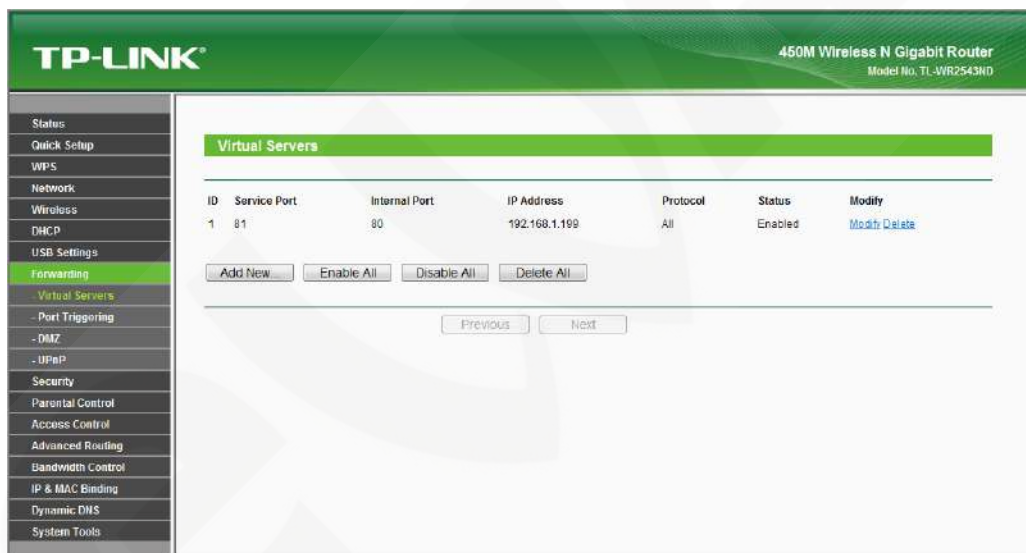 TP-LINK®
450M Wireless N Gigabit Router
Model No. TL-WR2543ND
Status
Quick Setup
WPS
Network
Wireless
DHCP
USB Settings
Forwarding
- Virtual Servers
- Port Triggering
- DMZ
- UPnP
Security
Parental Control
Access Control
Advanced Routing
Bandwidth Control
IP & MAC Binding
Dynamic DNS
System Tools
Virtual Servers
ID Service Port Internal Port IP Address Protocol Status Modify
1 81 80 192.168.1.199 All Enabled Modify Delete
Add New... Enable All Disable All Delete All
Previous Next